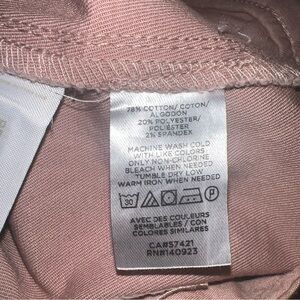 78% COTTON/ COTON/
ALGODON
20% POLYESTER/
POLIÉSTER
2% SPANDEX
MACHINE WASH COLD
WITH LIKE COLORS
ONLY NON-CHLORINE
BLEACH WHEN NEEDED
TUMBLE DRY LOW
WARM IRON WHEN NEEDED
30
P
AVEC DES COULEURS
SEMBLABLES / CON
COLORES SIMILARES
CA#57421
RN#140923